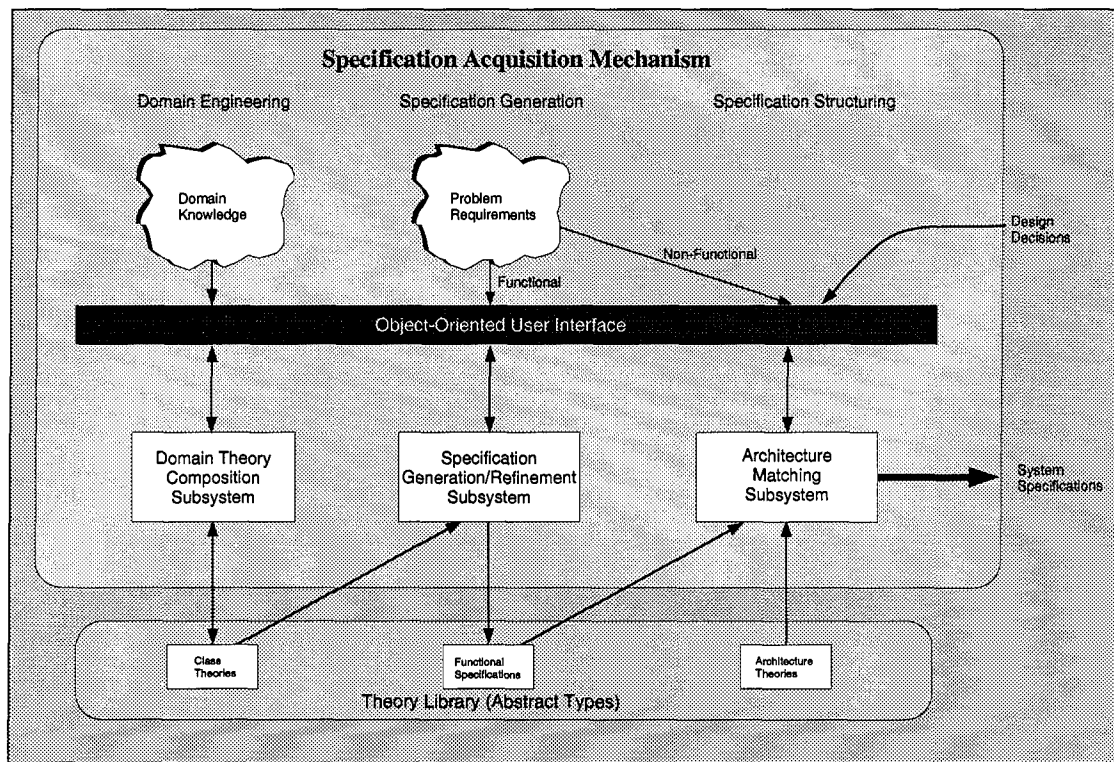 Specification Acquisition Mechanism
Domain Engineering
Specification Generation
Specification Structuring
Domain
Knowledge
Problem
Requirements
Design
Decisions
Non-Functional
Functional
Object-Oriented User Interface
Domain Theory
Composition
Subsystem
Specification
Generation/Refinement
Subsystem
Architecture
Matching
Subsystem
System
Specifications
Class
Theories
Functional
Specifications
Architecture
Theories
Theory Library (Abstract Types)